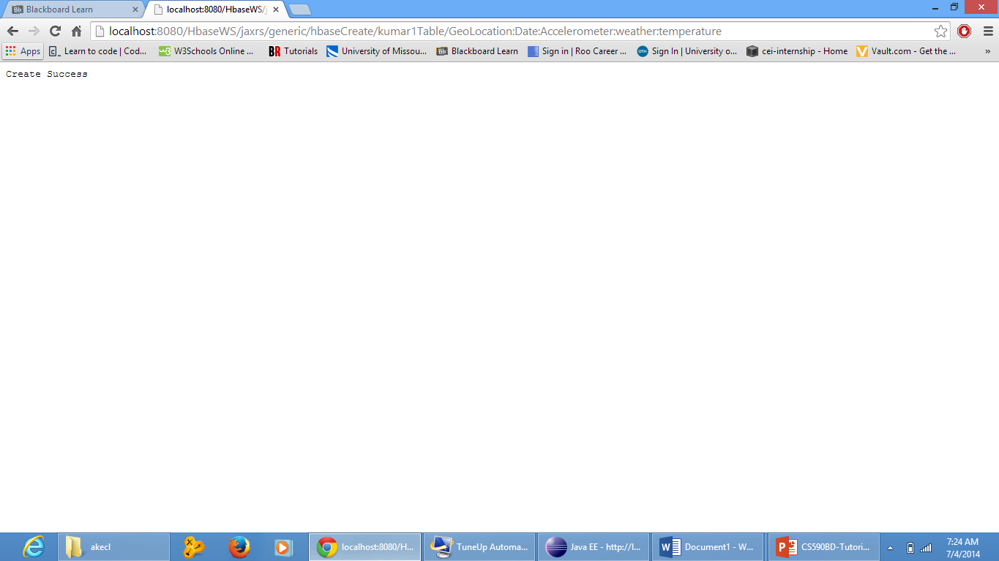 Blackboard Learn
localhost:8080/HbaseWS/j
localhost:8080/HbaseWS/jaxrs/generic/hbaseCreate/kumar1Table/GeoLocation:Date:Accelerometer:weather:temperature
Apps Learn to code | Cod... W3Schools Online ... BR Tutorials University of Missou... Bb Blackboard Learn Sign in | Roo Career ... OTN Sign In | University o... cei-internship - Home Vault.com - Get the ... »
Create Success
akecl localhost:8080/H... TuneUp Automa... Java EE - http://l... Document1 - W... CS590BD-Tutori... 7:24 AM
7/4/2014